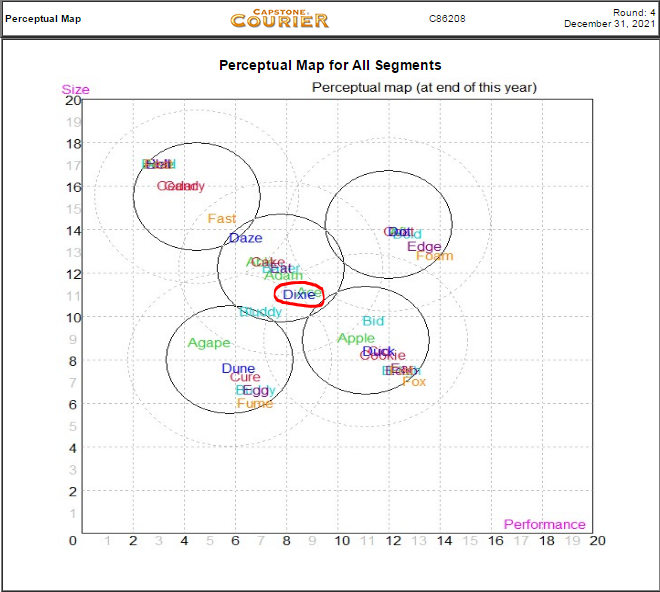 Perceptual Map
CAPSTONE
COURIER
C86208
Round: 4
December 31, 2021
Perceptual Map for All Segments
Size
Perceptual map (at end of this year)
20
19
18
17
16
15
14
13
12
11
10
9
8
7
6
5
4
3
2
1
Candy
Fast
Daze
Cake
Eat
Adam
Dixie
Ace
Buddy
Agape
Dune
Cure
Egg
Fume
Dot
Bold
Edge
Foam
Bid
Apple
Duck
Cookie
Fox
Performance
0 1 2 3 4 5 6 7 8 9 10 11 12 13 14 15 16 17 18 19 20